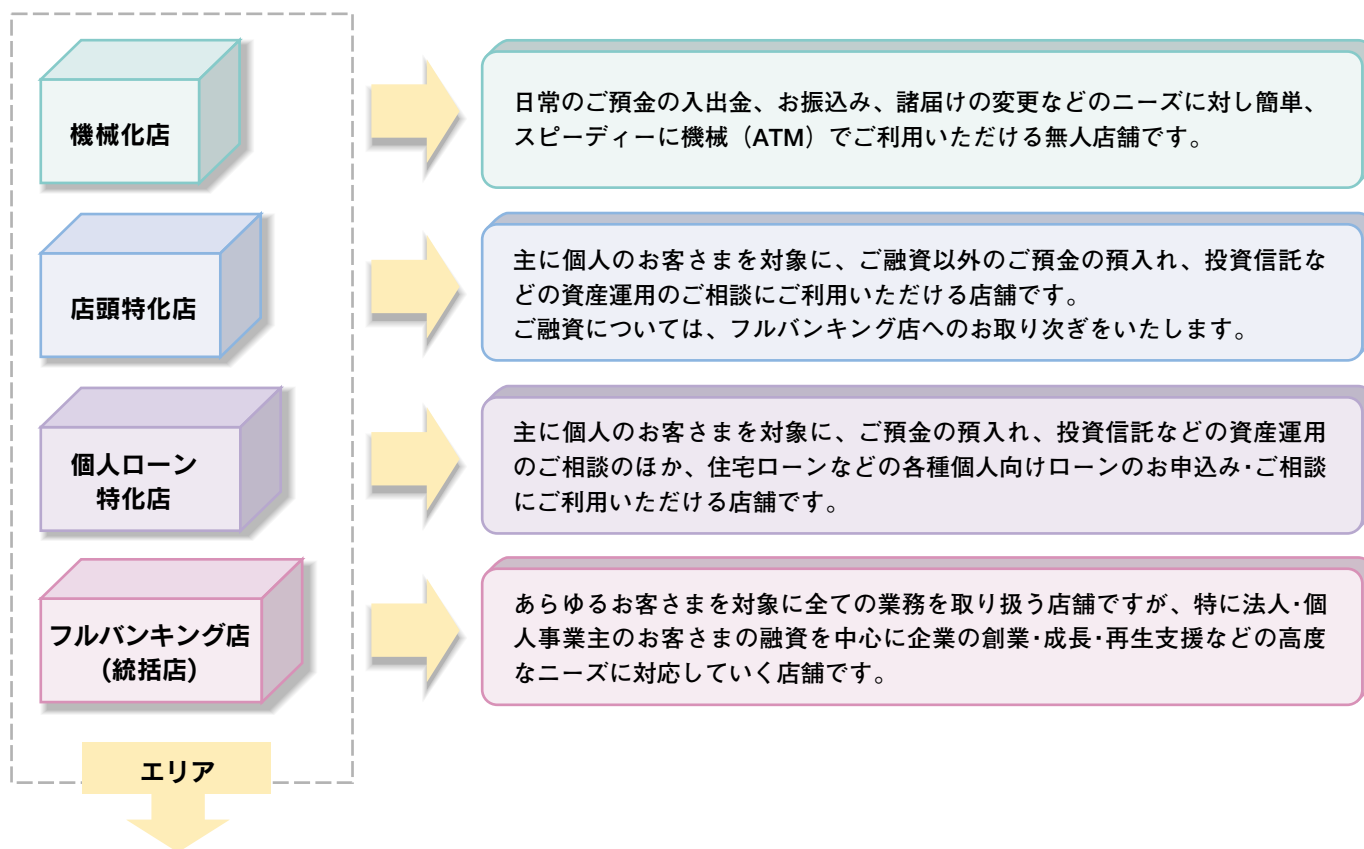 機械化店
日常のご預金の入出金、お振込み、諸届けの変更などのニーズに対し簡単、
スピーディーに機械（ATM）でご利用いただける無人店舗です。
店頭特化店
主に個人のお客さまを対象に、ご融資以外のご預金の預入れ、投資信託な
どの資産運用のご相談にご利用いただける店舗です。
ご融資については、フルバンキング店へのお取り次ぎをいたします。
個人ローン
特化店
主に個人のお客さまを対象に、ご預金の預入れ、投資信託などの資産運用
のご相談のほか、住宅ローンなどの各種個人向けローンのお申込み・ご相談
にご利用いただける店舗です。
フルバンキング店
(統括店)
あらゆるお客さまを対象に全ての業務を取り扱う店舗ですが、特に法人・個
人事業主のお客さまの融資を中心に企業の創業・成長・再生支援などの高度
なニーズに対応していく店舗です。
エリア